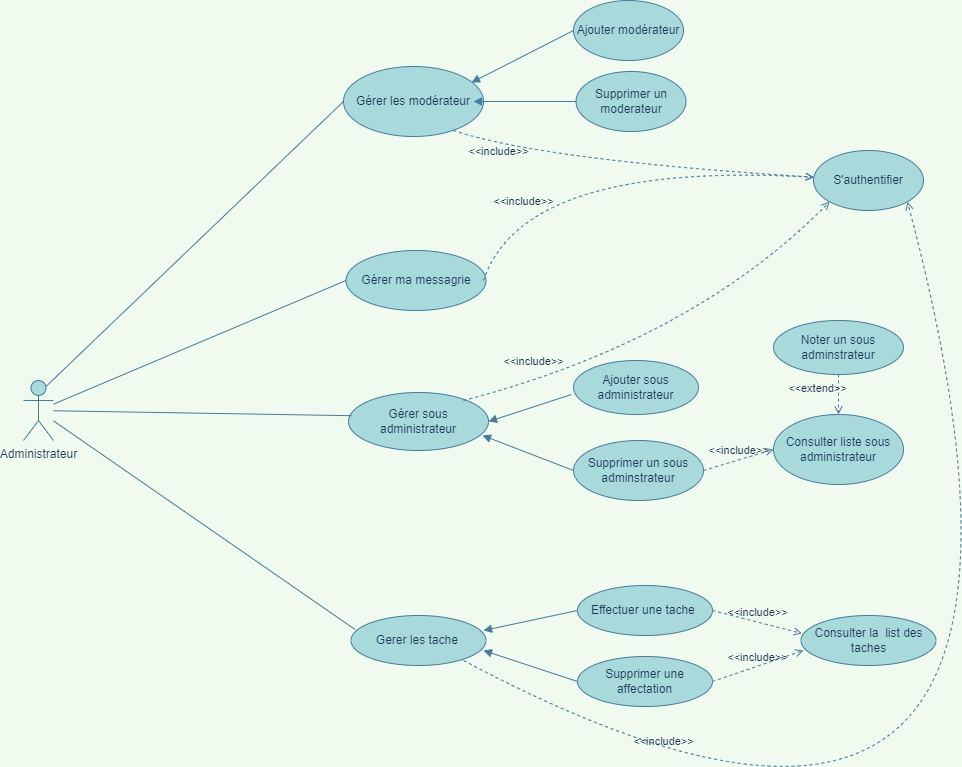 Ajouter modérateur
Gérer les modérateur
Supprimer un
moderateur
<<include>>
S'authentifier
<<include>>
Gérer ma messagrie
Noter un sous
adminstrateur
<<include>>
Ajouter sous
administrateur
<<extend>>
Gérer sous
administrateur
Consulter liste sous
administrateur
Administrateur
Supprimer un sous
adminstrateur
<<include>>
Effectuer une tache
<<include>>
Gerer les tache
Consulter la list des
taches
<<include>>
Supprimer une
affectation
<<include>>